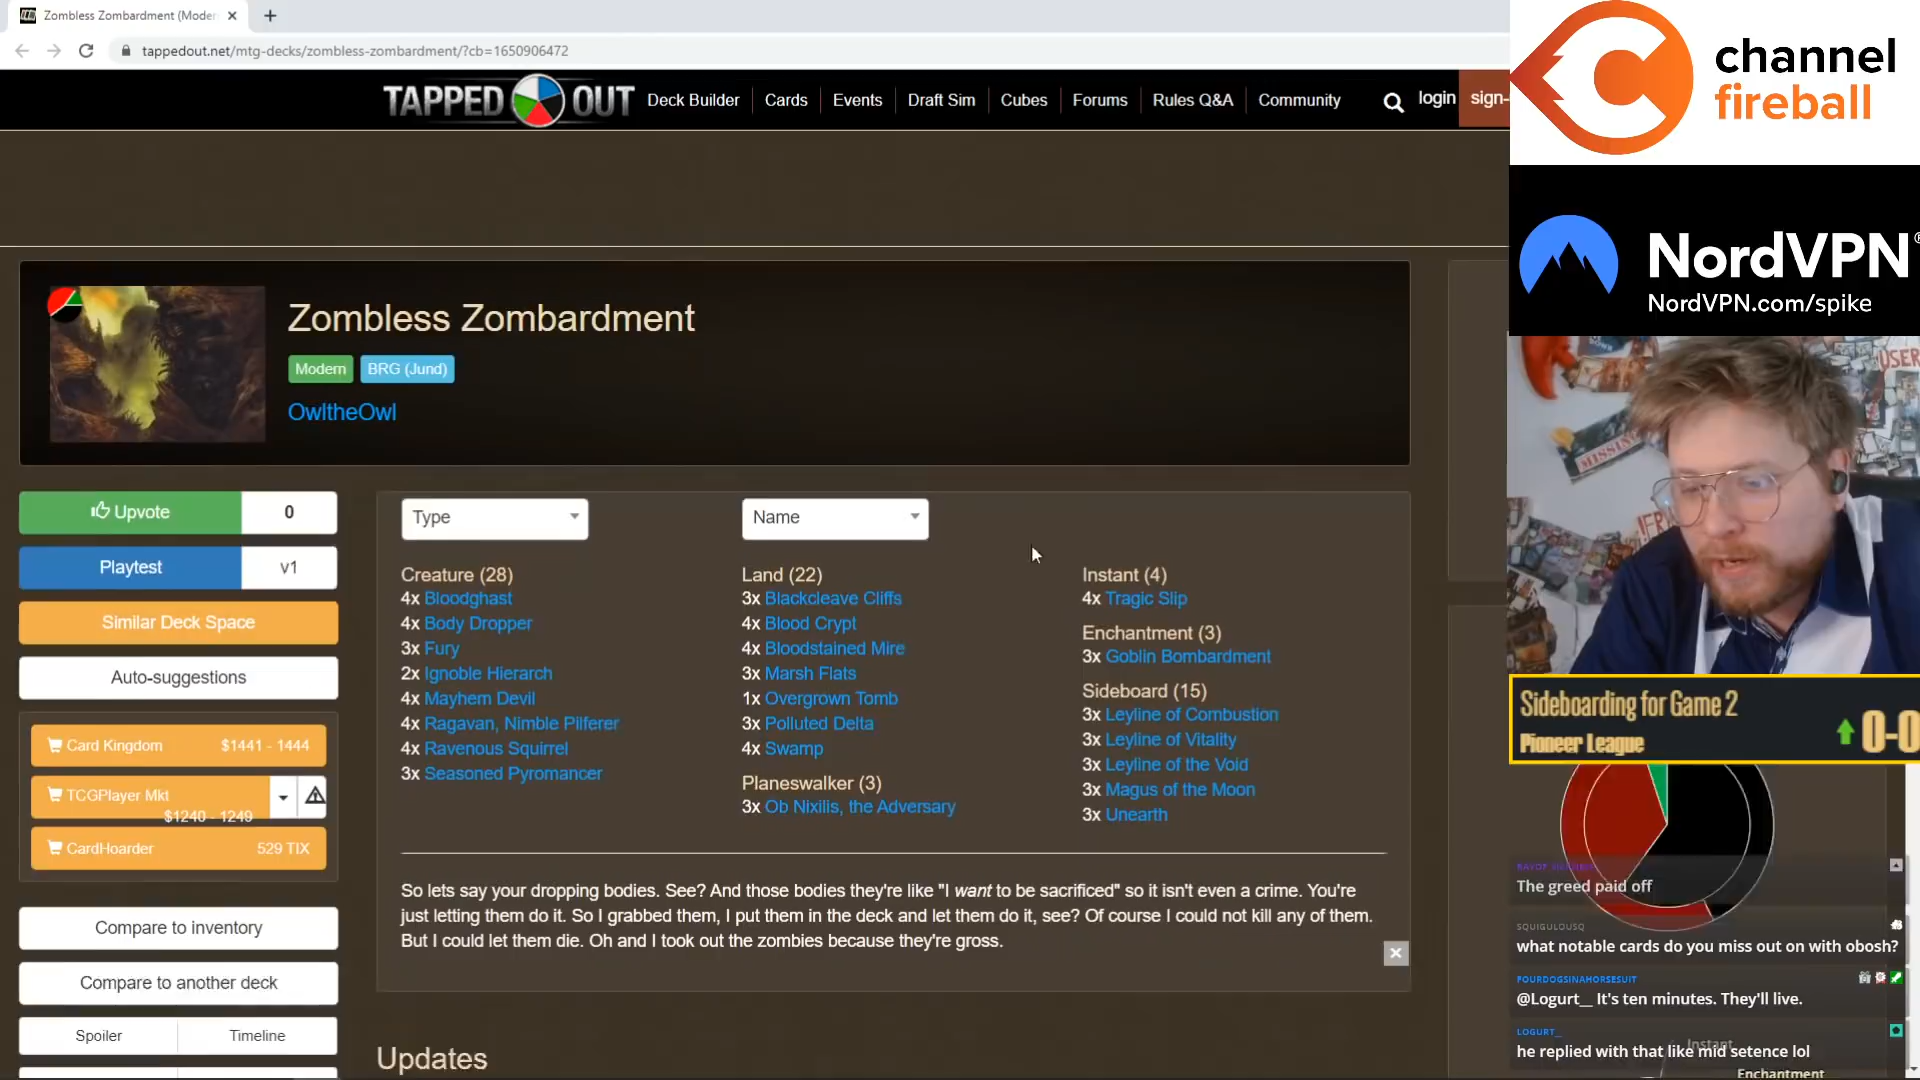 Zombless Zombardment (Moder
tappedout.net/mtg-decks/zombless-zombardment/?cb=1650906472
TAPPED OUT
Deck Builder
Cards
Events
Draft Sim
Cubes
Forums
Rules Q&A
Community
login
sign-
channel
fireball
NordVPN®
NordVPN.com/spike
Zombless Zombardment
Modern
BRG (Jund)
OwltheOwl
Upvote
0
Playtest
v1
Similar Deck Space
Auto-suggestions
Card Kingdom $1441 - 1444
TCGPlayer Mkt
$1240 - 1249
CardHoarder 529 TIX
Compare to inventory
Compare to another deck
Spoiler
Timeline
Type
Name
Creature (28)
4x Bloodghast
4x Body Dropper
3x Fury
2x Ignoble Hierarch
4x Mayhem Devil
4x Ragavan, Nimble Pilferer
4x Ravenous Squirrel
3x Seasoned Pyromancer
Land (22)
3x Blackcleave Cliffs
4x Blood Crypt
4x Bloodstained Mire
3x Marsh Flats
1x Overgrown Tomb
3x Polluted Delta
4x Swamp
Planeswalker (3)
3x Ob Nixilis, the Adversary
Instant (4)
4x Tragic Slip
Enchantment (3)
3x Goblin Bombardment
Sideboard (15)
3x Leyline of Combustion
3x Leyline of Vitality
3x Leyline of the Void
3x Magus of the Moon
3x Unearth
So lets say your dropping bodies. See? And those bodies they're like "I want to be sacrificed" so it isn't even a crime. You're
just letting them do it. So I grabbed them, I put them in the deck and let them do it, see? Of course I could not kill any of them.
But I could let them die. Oh and I took out the zombies because they're gross.
Updates
MISSING
USER
Sideboarding for Game 2
Pioneer League
0-0
The greed paid off
SQUIGULOUSQ
what notable cards do you miss out on with obosh?
FOURDOGSINAHORSESUIT
@Logurt__ It's ten minutes. They'll live.
LOGURT__
he replied with that like mid setence lol
Instant
Enchantment